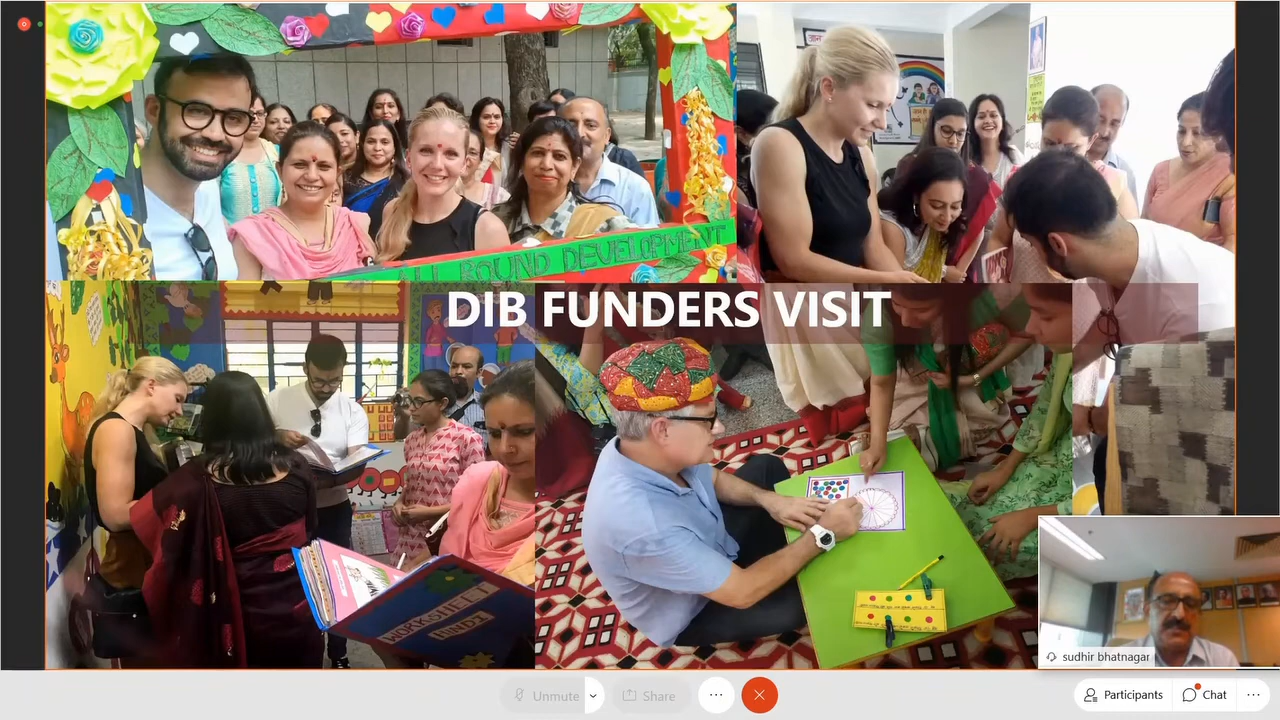 ALL ROUND DEVELOPMENT
DIB FUNDERS VISIT
WORKSHEET
HINDI
sudhir bhatnagar
Unmute
Share
Participants
Chat